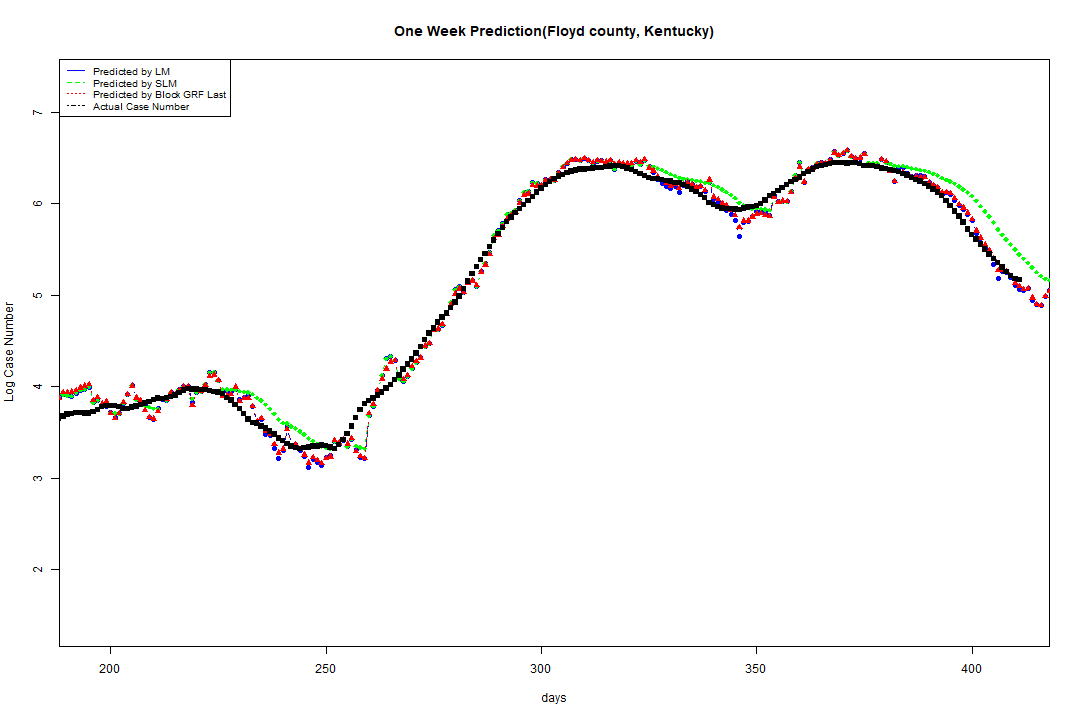 One Week Prediction(Floyd county, Kentucky)
Predicted by LM
Predicted by SLM
Predicted by Block GRF Last
Actual Case Number
7
6
5
4
3
2
Log Case Number
200 250 300 350 400
days